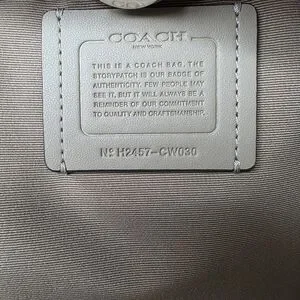 COACH
COACH
NEW YORK
THIS IS A COACH BAG. THE
STORYPATCH IS OUR BADGE OF
AUTHENTICITY. FEW PEOPLE MAY
SEE IT. BUT IT WILL ALWAYS BE A
REMINDER OF OUR COMMITMENT
TO QUALITY AND CRAFTSMANSHIP.
Nº H2457-CW030